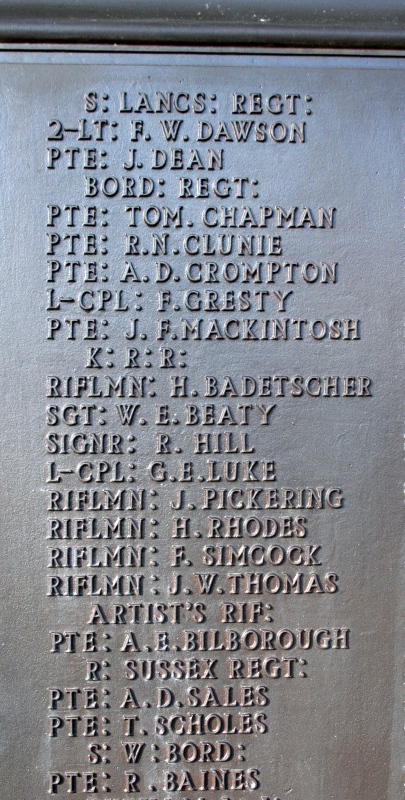 S: LANCS: REGT:
2-LT: F. W. DAWSON
PTE: J. DEAN
BORD: REGT:
PTE: TOM. CHAPMAN
PTE: R.N. CLUNIE
PTE: A.D. CROMPTON
L-CPL: F. GRESTY
PTE: J. F. MACKINTOSH
K: R: R:
RIFLMN: H. BADETSCHER
SGT: W. E. BEATY
SIGNR: R. HILL
L-CPL: G.E. LUKE
RIFLMN: J. PICKERING
RIFLMN: H. RHODES
RIFLMN: F. SIMCOCK
RIFLMN: J.W. THOMAS
ARTIST'S RIF:
PTE: A.E. BILBOROUGH
R: SUSSEX REGT:
PTE: A.D. SALES
PTE: T. SCHOLES
S: W: BORD:
PTE: R. BAINES